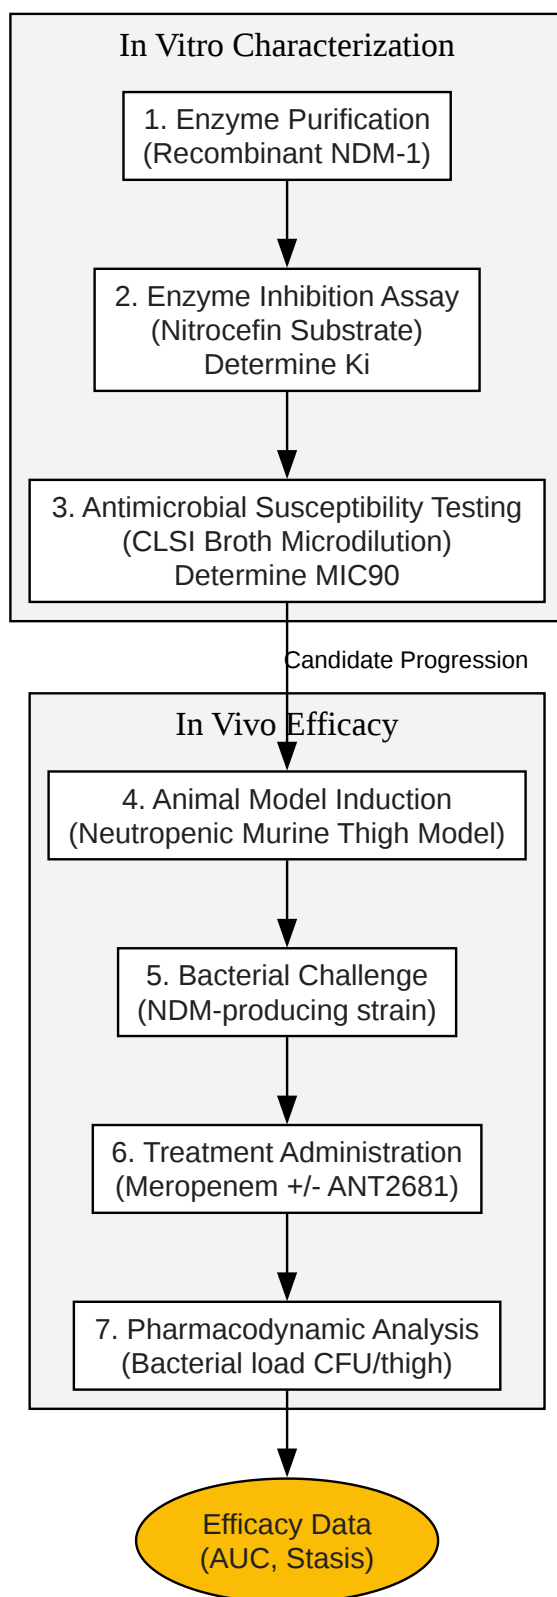 In Vitro Characterization
1. Enzyme Purification
(Recombinant NDM-1)
2. Enzyme Inhibition Assay
(Nitrocefin Substrate)
Determine Ki
3. Antimicrobial Susceptibility Testing
(CLSI Broth Microdilution)
Determine MIC90
Candidate Progression
In Vivo Efficacy
4. Animal Model Induction
(Neutropenic Murine Thigh Model)
5. Bacterial Challenge
(NDM-producing strain)
6. Treatment Administration
(Meropenem +/- ANT2681)
7. Pharmacodynamic Analysis
(Bacterial load CFU/thigh)
Efficacy Data
(AUC, Stasis)